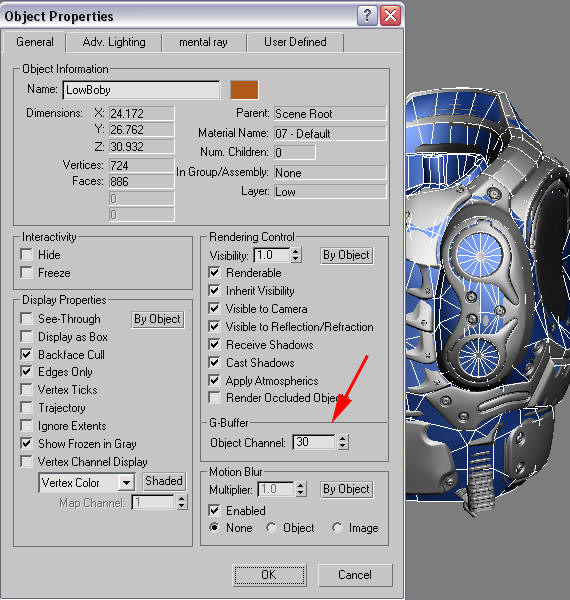 Object Properties
General Adv. Lighting mental ray User Defined
Object Information
Name: LowBoby
Dimensions: X: 24.172 Parent: Scene Root
Y: 26.762 Material Name: 07 - Default
Z: 30.932 Num. Children: 0
Vertices: 724 In Group/Assembly: None
Faces: 886 Layer: Low
0
0
Interactivity
Hide
Freeze
Display Properties
See-Through By Object
Display as Box
Backface Cull
Edges Only
Vertex Ticks
Trajectory
Ignore Extents
Show Frozen in Gray
Vertex Channel Display
Vertex Color Shaded
Map Channel: 1
Rendering Control
Visibility: 1.0 By Object
Renderable
Inherit Visibility
Visible to Camera
Visible to Reflection/Refraction
Receive Shadows
Cast Shadows
Apply Atmospherics
Render Occluded Objects
G-Buffer
Object Channel: 30
Motion Blur
Multiplier: 1.0 By Object
Enabled
None Object Image
OK Cancel